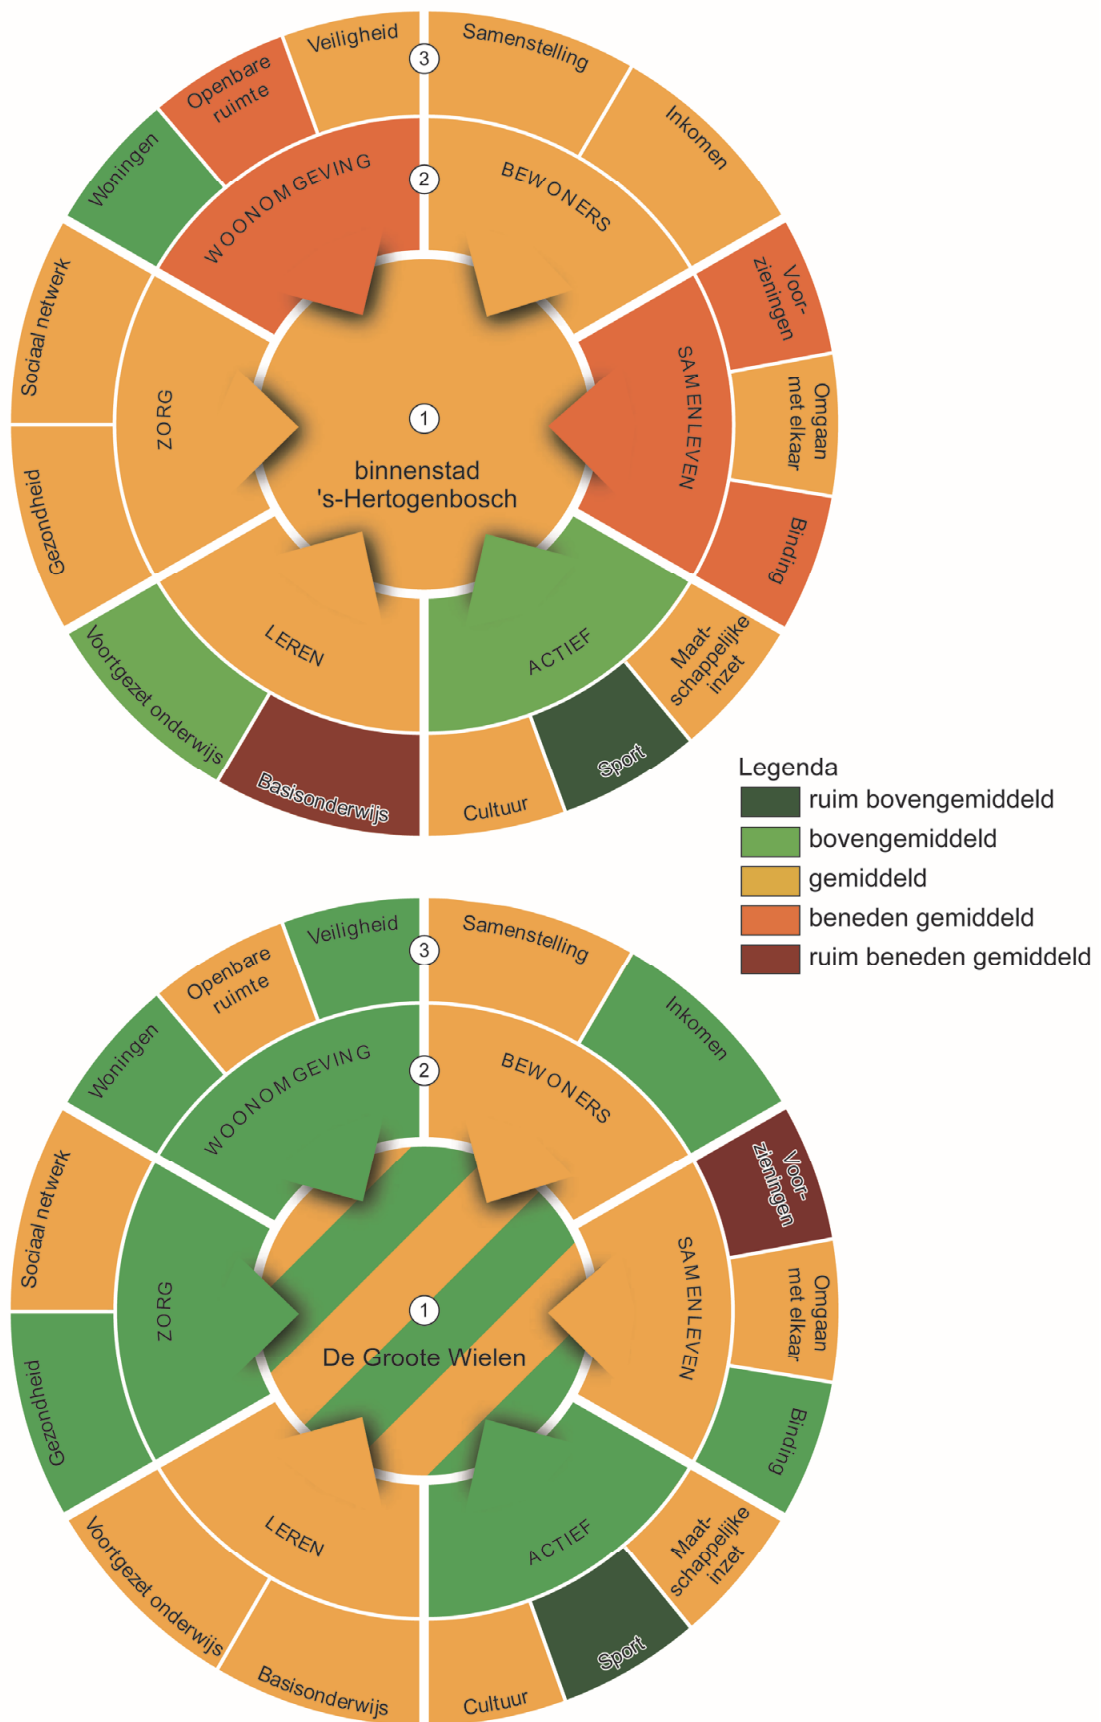 Veiligheid
3
Samenstelling
Openbare
ruimte
Inkomen
Woningen
WOONOMGEVING
2
BEWONERS
Voor-
zieningen
Sociaal netwerk
ZORG
1
binnenstad
's-Hertogenbosch
SAMENLEVEN
Omgaan
met elkaar
Gezondheid
Binding
LEREN
ACTIEF
Maat-
schappelijke
inzet
Voortgezet onderwijs
Basisonderwijs
Cultuur
Sport
Legenda
ruim bovengemiddeld
bovengemiddeld
gemiddeld
beneden gemiddeld
ruim beneden gemiddeld
Veiligheid
3
Samenstelling
Openbare
ruimte
Inkomen
Woningen
WOONOMGEVING
2
BEWONERS
Voor-
zieningen
Sociaal netwerk
ZORG
1
De Groote Wielen
SAMENLEVEN
Omgaan
met elkaar
Gezondheid
Binding
LEREN
ACTIEF
Maat-
schappelijke
inzet
Voortgezet onderwijs
Basisonderwijs
Cultuur
Sport